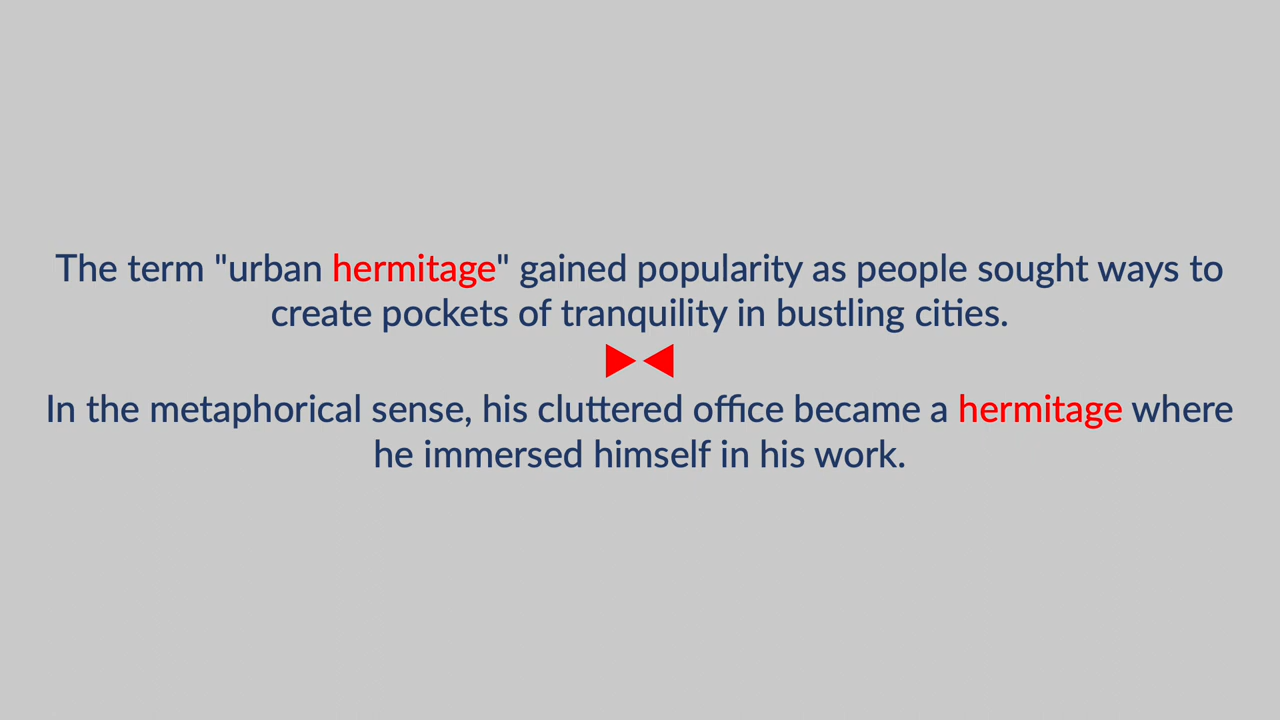 The term "urban hermitage" gained popularity as people sought ways to
create pockets of tranquility in bustling cities.
In the metaphorical sense, his cluttered office became a hermitage where
he immersed himself in his work.